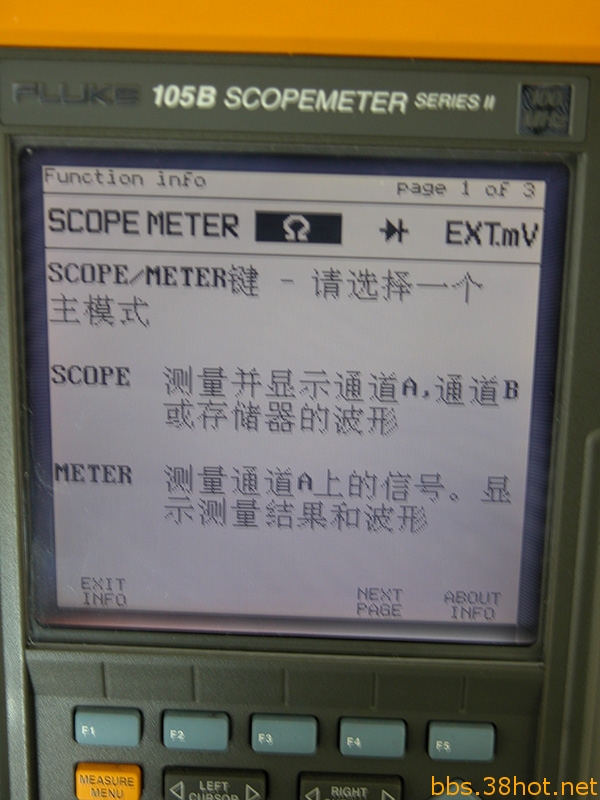 FLUKE 105B SCOPEMETER SERIES II
Function info page 1 of 3
SCOPE METER Ω EXT.mV
SCOPE/METER键 - 请选择一个
主模式
SCOPE 测量并显示通道A,通道B
或存储器的波形
METER 测量通道A上的信号。显
示测量结果和波形
EXIT INFO NEXT PAGE ABOUT INFO
F1 F2 F3 F4 F5
MEASURE MENU LEFT CURSOR RIGHT
bbs.38hot.net